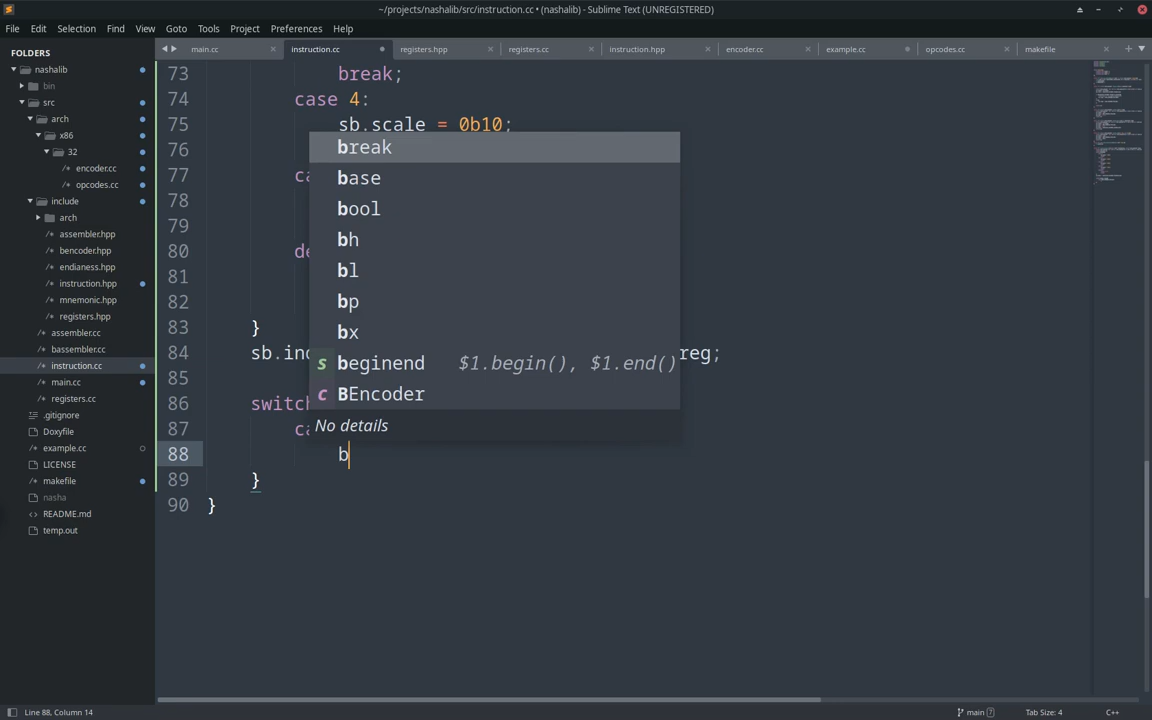 ~/projects/nashalib/src/instruction.cc • (nashalib) - Sublime Text (UNREGISTERED)
File Edit Selection Find View Goto Tools Project Preferences Help
FOLDERS
nashalib
bin
src
arch
x86
32
encoder.cc
opcodes.cc
include
arch
assembler.hpp
bencoder.hpp
endianess.hpp
instruction.hpp
mnemonic.hpp
registers.hpp
assembler.cc
bassembler.cc
instruction.cc
main.cc
registers.cc
.gitignore
Doxyfile
example.cc
LICENSE
makefile
nasha
README.md
temp.out
main.cc instruction.cc registers.hpp registers.cc instruction.hpp encoder.cc example.cc opcodes.cc makefile
73 break;
74 case 4:
75 sb.scale = 0b10;
76
77 ca
78
79
80 de
81
82
83 }
84 sb.ind reg;
85
86 switch
87 ca
88 b
89 }
90 }
break
base
bool
bh
bl
bp
bx
s beginend $1.begin(), $1.end()
c BEncoder
No details
Line 88, Column 14 main 7 Tab Size: 4 C++